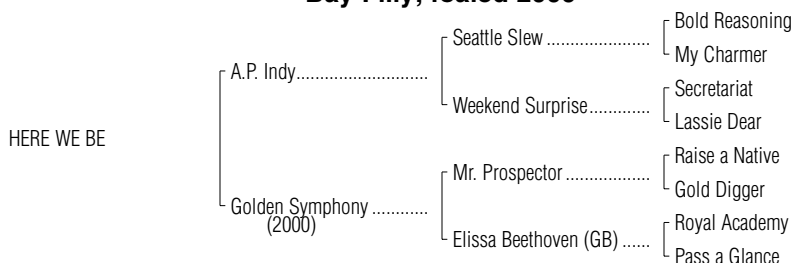 Bay Filly; foaled
Bold Reasoning
Seattle Slew ......................
My Charmer
A.P. Indy............................
Secretariat
Weekend Surprise.............
Lassie Dear
HERE WE BE
Raise a Native
Mr. Prospector ..................
Gold Digger
Golden Symphony ............
(2000)
Royal Academy
Elissa Beethoven (GB) ......
Pass a Glance